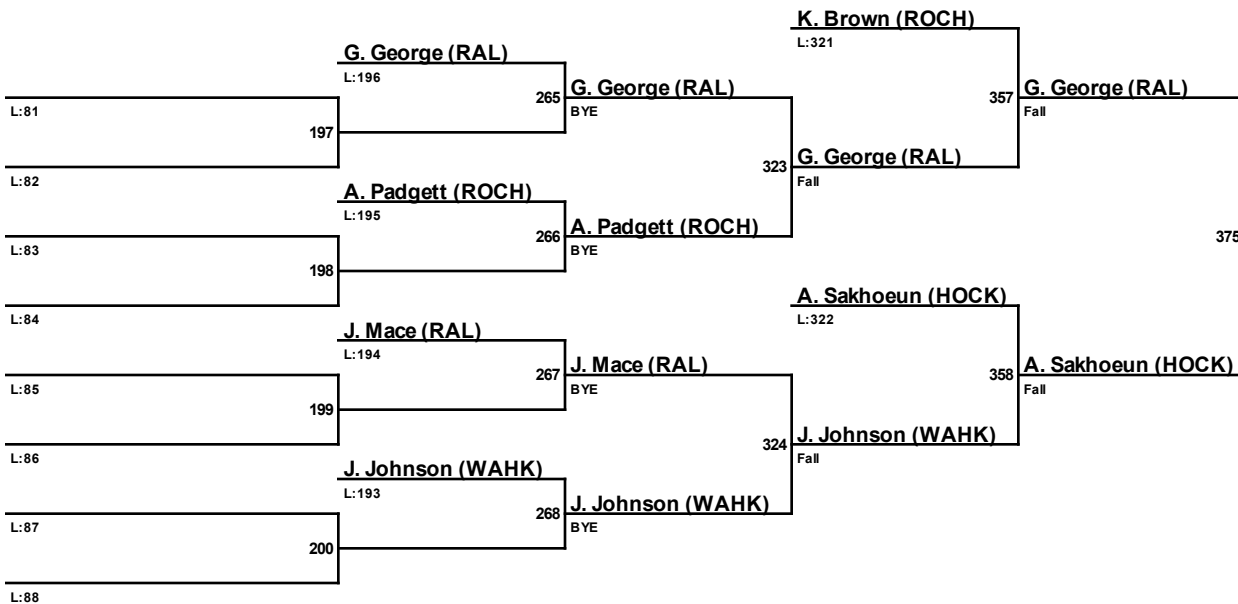 K. Brown (ROCH)
L:321
G. George (RAL)
L:196
265
G. George (RAL)
BYE
357
G. George (RAL)
Fall
L:81
197
323
G. George (RAL)
Fall
L:82
A. Padgett (ROCH)
L:195
266
A. Padgett (ROCH)
BYE
375
L:83
198
A. Sakhoeun (HOCK)
L:322
L:84
J. Mace (RAL)
L:194
267
J. Mace (RAL)
BYE
358
A. Sakhoeun (HOCK)
Fall
L:85
199
324
J. Johnson (WAHK)
Fall
L:86
J. Johnson (WAHK)
L:193
268
J. Johnson (WAHK)
BYE
L:87
200
L:88